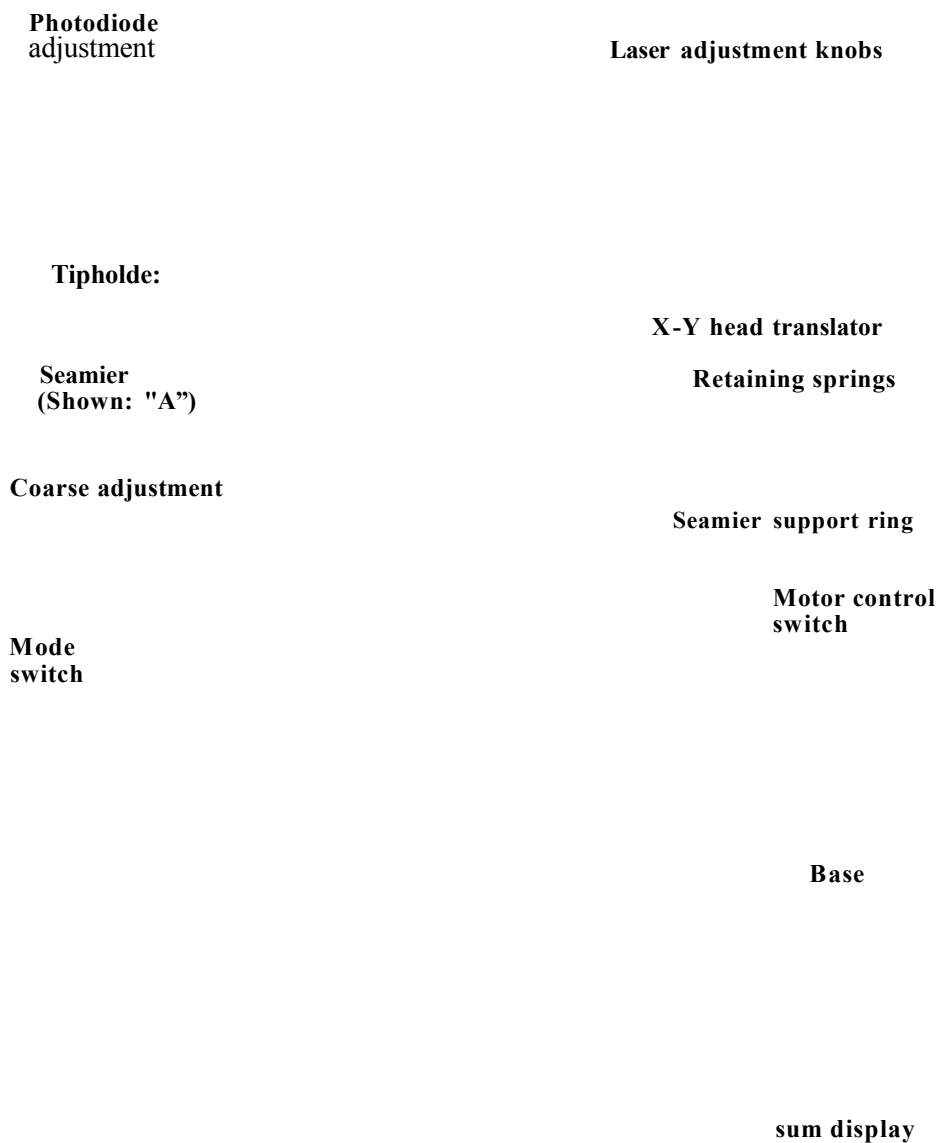 Photodiode
adjustment
Laser adjustment knobs
Tipholde:
X-Y head translator
Seamier
(Shown: "A”)
Retaining springs
Coarse adjustment
Seamier support ring
Motor control
switch
Mode
switch
Base
sum display